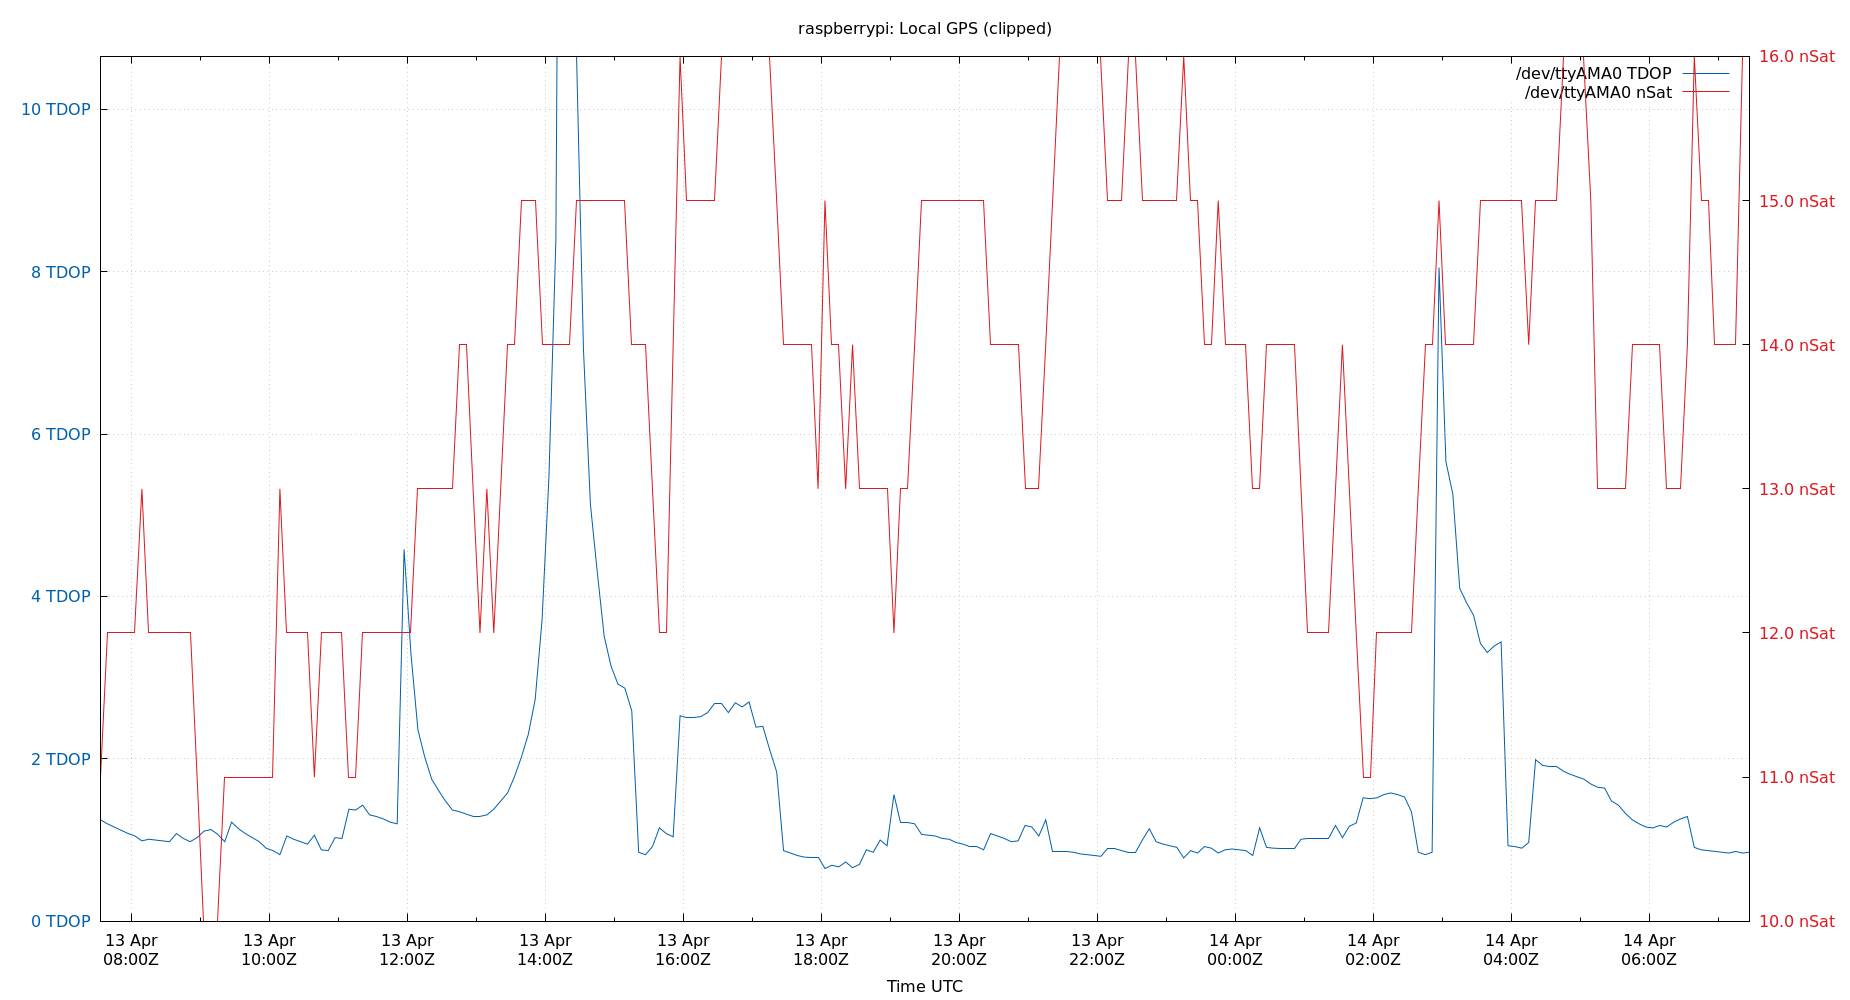 raspberrypi: Local GPS (clipped)
/dev/ttyAMA0 TDOP
/dev/ttyAMA0 nSat
10 TDOP
8 TDOP
6 TDOP
4 TDOP
2 TDOP
0 TDOP
16.0 nSat
15.0 nSat
14.0 nSat
13.0 nSat
12.0 nSat
11.0 nSat
10.0 nSat
13 Apr
08:00Z
13 Apr
10:00Z
13 Apr
12:00Z
13 Apr
14:00Z
13 Apr
16:00Z
13 Apr
18:00Z
13 Apr
20:00Z
13 Apr
22:00Z
14 Apr
00:00Z
14 Apr
02:00Z
14 Apr
04:00Z
14 Apr
06:00Z
Time UTC